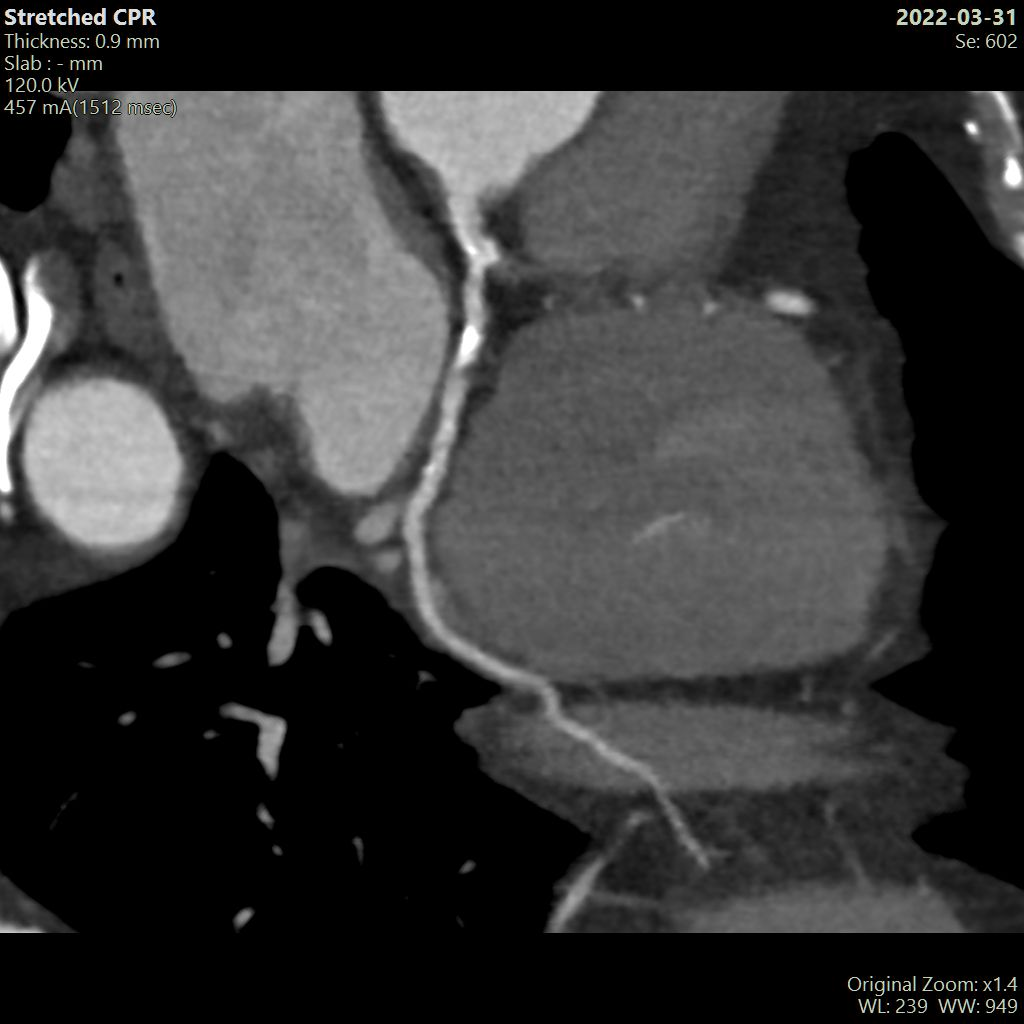 Stretched CPR
Thickness: 0.9 mm
Slab : - mm
120.0 kV
457 mA(1512 msec)
2022-03-31
Se: 602
Original Zoom: x1.4
WL: 239 WW: 949